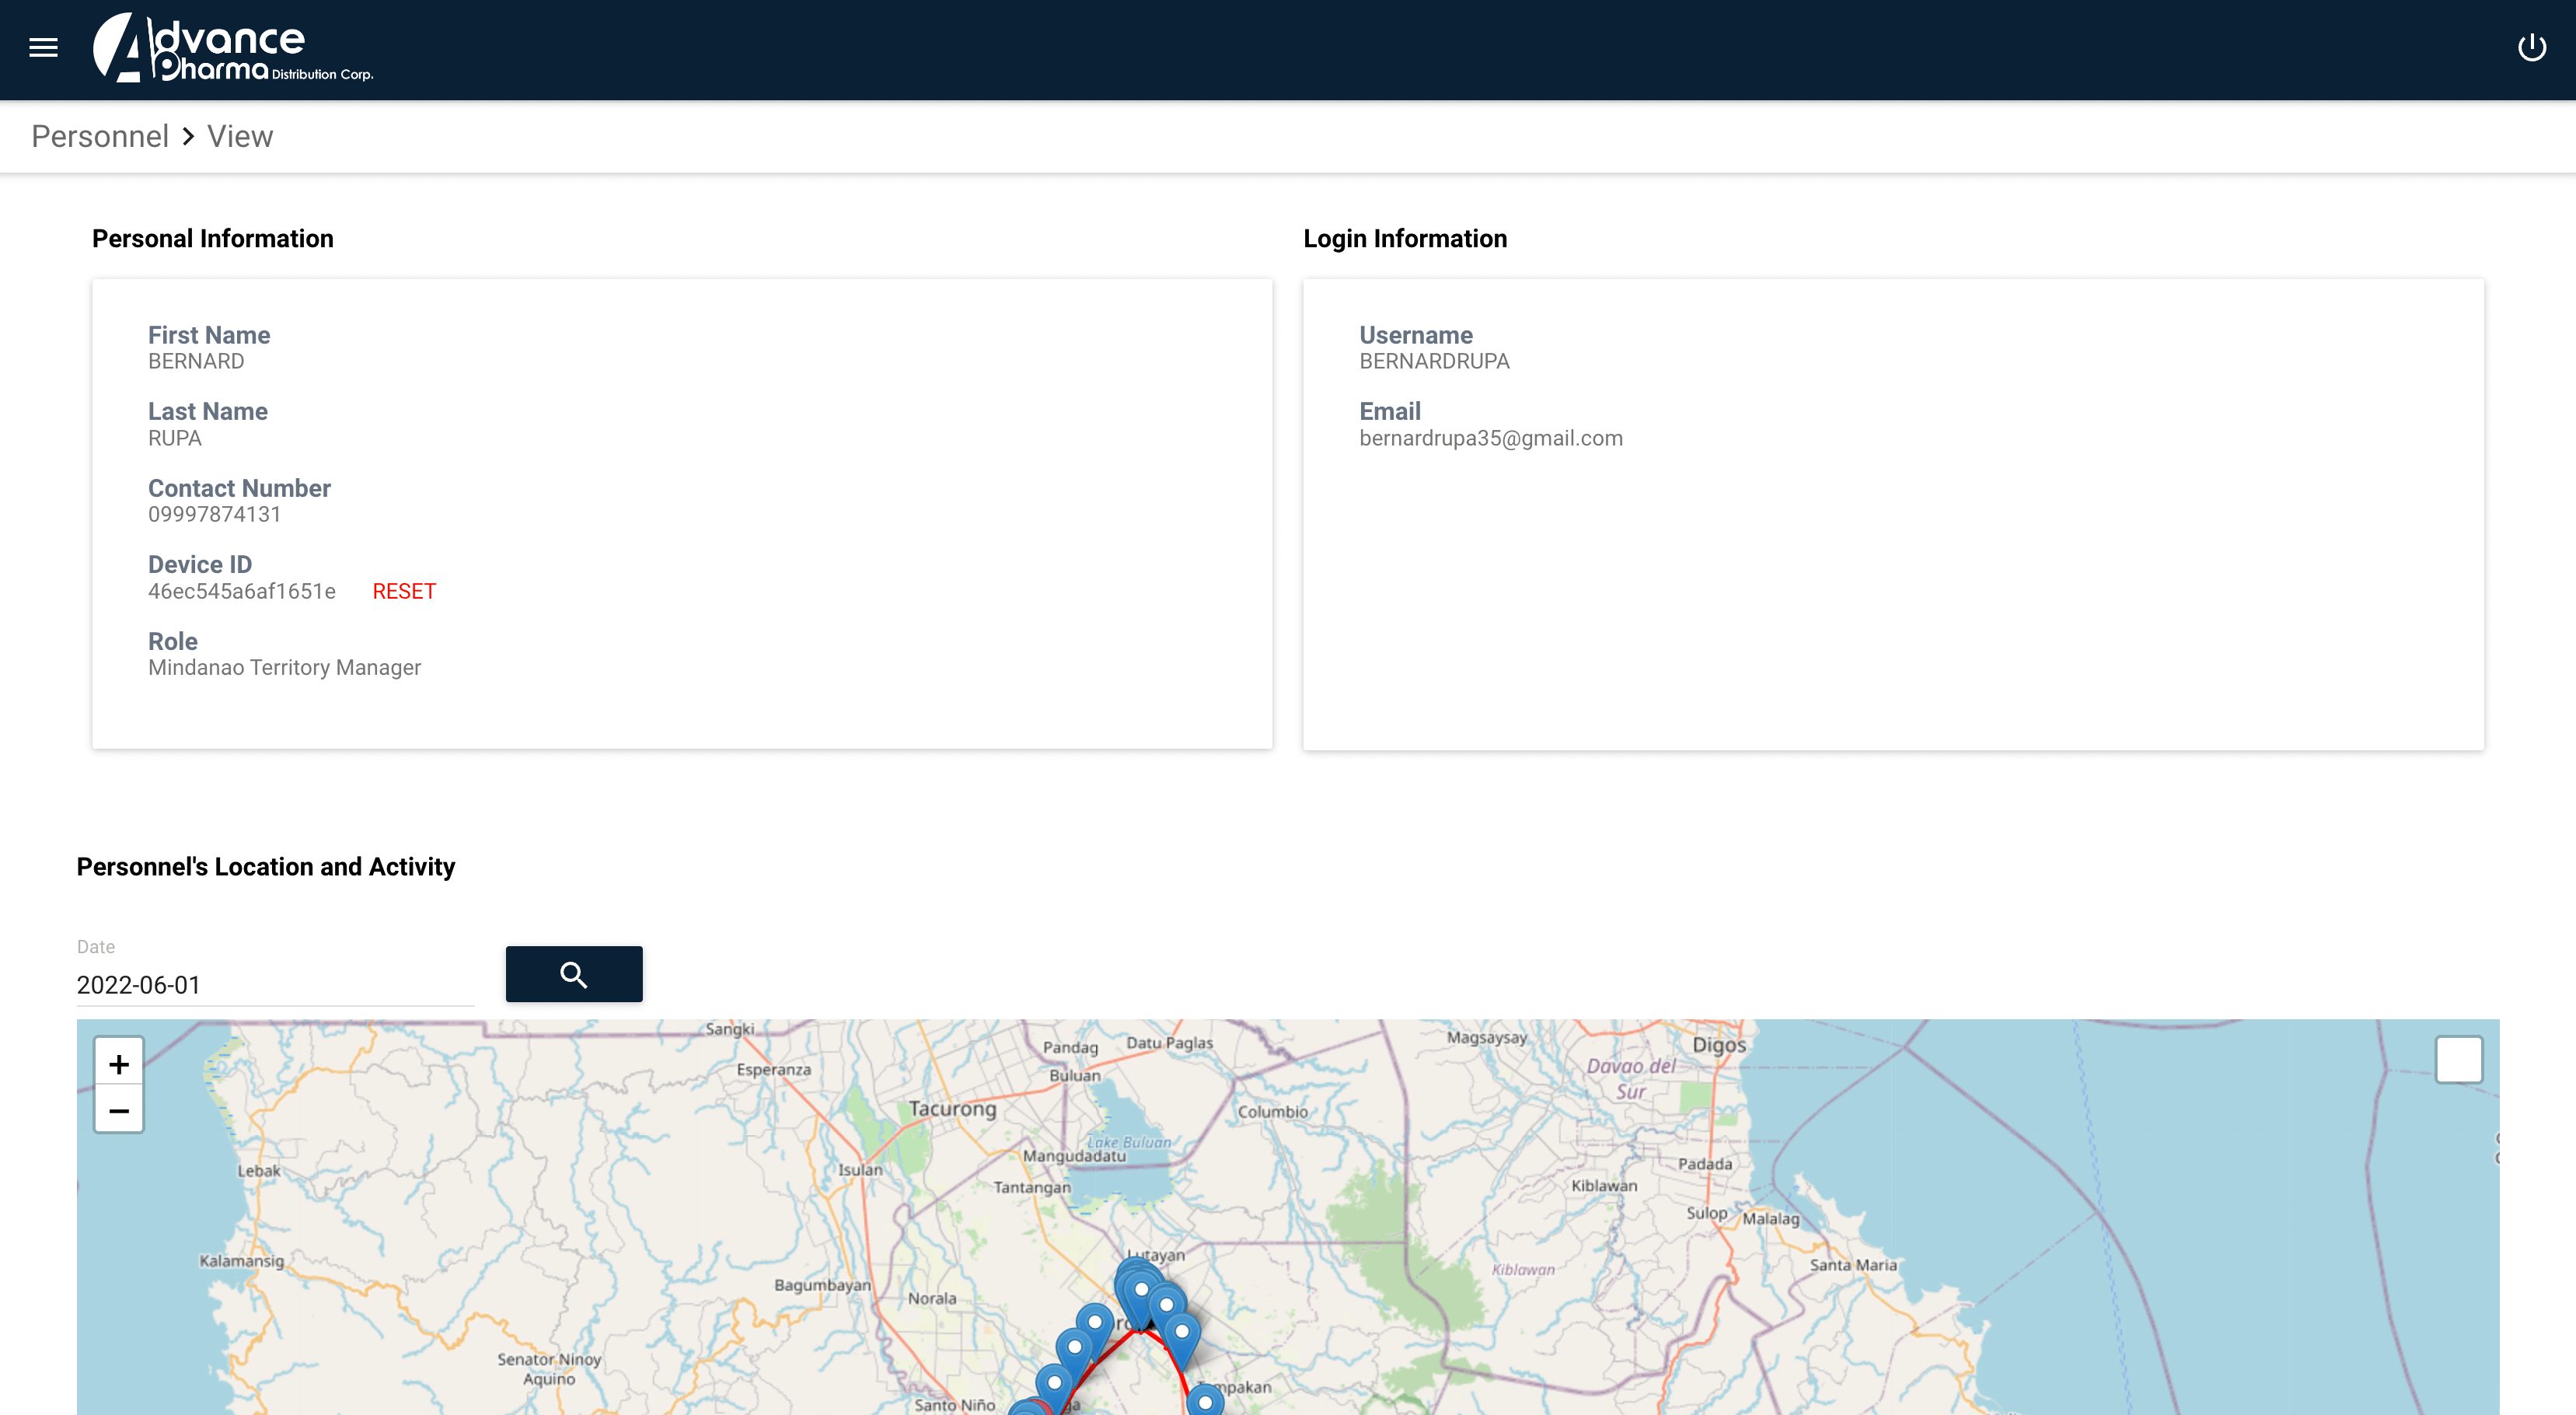 Advance
Pharma Distribution Corp.
Personnel > View
Personal Information
Login Information
First Name
BERNARD
Last Name
RUPA
Contact Number
09997874131
Device ID
46ec545a6af1651e RESET
Role
Mindanao Territory Manager
Username
BERNARDRUPA
Email
bernardrupa35@gmail.com
Personnel's Location and Activity
Date
2022-06-01
+
−
Sangki
Pandag
Datu Paglas
Magsaysay
Digos
Esperanza
Buluan
Davao del
Sur
Tacurong
Columbio
Lake Buluan
Mangudadatu
Lebak
Isulan
Padada
Tantangan
Kiblawan
Sulop
Malalag
Kalamansig
Lutayan
Santa Maria
Kiblawan
Bagumbayan
Norala
Senator Ninoy
Aquino
Santo Niño